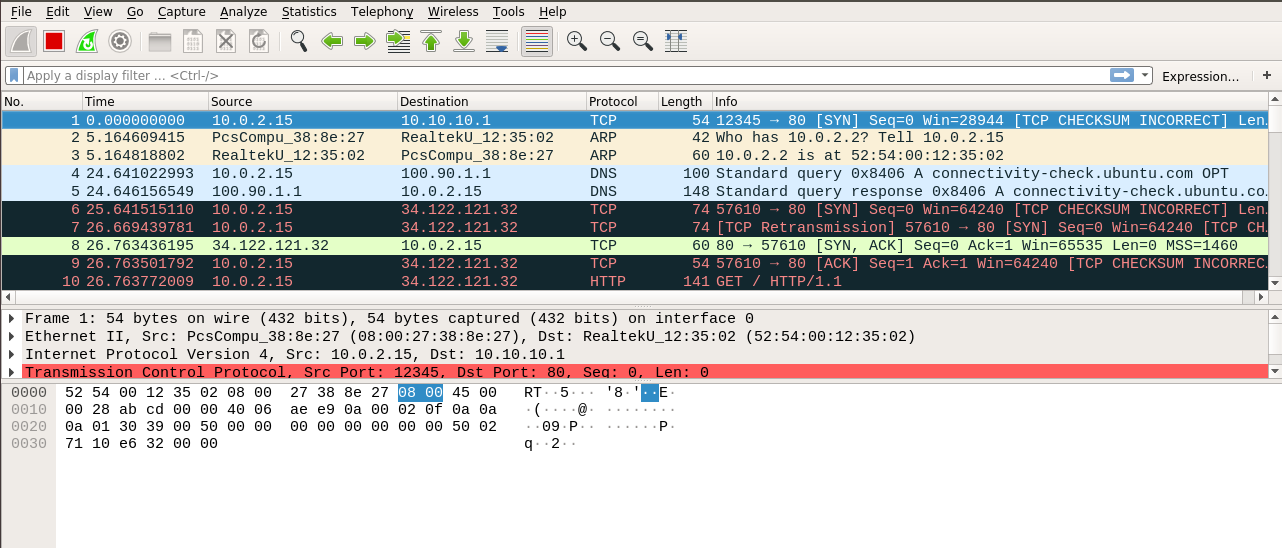 File Edit View Go Capture Analyze Statistics Telephony Wireless Tools Help
Apply a display filter ... <Ctrl-/> Expression... +
No. Time Source Destination Protocol Length Info
1 0.000000000 10.0.2.15 10.10.10.1 TCP 54 12345 → 80 [SYN] Seq=0 Win=28944 [TCP CHECKSUM INCORRECT] Len…
2 5.164609415 PcsCompu_38:8e:27 RealtekU_12:35:02 ARP 42 Who has 10.0.2.2? Tell 10.0.2.15
3 5.164818802 RealtekU_12:35:02 PcsCompu_38:8e:27 ARP 60 10.0.2.2 is at 52:54:00:12:35:02
4 24.641022993 10.0.2.15 100.90.1.1 DNS 100 Standard query 0x8406 A connectivity-check.ubuntu.com OPT
5 24.646156549 100.90.1.1 10.0.2.15 DNS 148 Standard query response 0x8406 A connectivity-check.ubuntu.co…
6 25.641515110 10.0.2.15 34.122.121.32 TCP 74 57610 → 80 [SYN] Seq=0 Win=64240 [TCP CHECKSUM INCORRECT] Len…
7 26.669439781 10.0.2.15 34.122.121.32 TCP 74 [TCP Retransmission] 57610 → 80 [SYN] Seq=0 Win=64240 [TCP CH…
8 26.763436195 34.122.121.32 10.0.2.15 TCP 60 80 → 57610 [SYN, ACK] Seq=0 Ack=1 Win=65535 Len=0 MSS=1460
9 26.763501792 10.0.2.15 34.122.121.32 TCP 54 57610 → 80 [ACK] Seq=1 Ack=1 Win=64240 [TCP CHECKSUM INCORREC…
10 26.763772009 10.0.2.15 34.122.121.32 HTTP 141 GET / HTTP/1.1
Frame 1: 54 bytes on wire (432 bits), 54 bytes captured (432 bits) on interface 0
Ethernet II, Src: PcsCompu_38:8e:27 (08:00:27:38:8e:27), Dst: RealtekU_12:35:02 (52:54:00:12:35:02)
Internet Protocol Version 4, Src: 10.0.2.15, Dst: 10.10.10.1
Transmission Control Protocol, Src Port: 12345, Dst Port: 80, Seq: 0, Len: 0
0000 52 54 00 12 35 02 08 00 27 38 8e 27 08 00 45 00 RT··5··· '8·'··E·
0010 00 28 ab cd 00 00 40 06 ae e9 0a 00 02 0f 0a 0a ·(····@· ········
0020 0a 01 30 39 00 50 00 00 00 00 00 00 00 00 50 02 ··09·P·· ······P·
0030 71 10 e6 32 00 00 q··2··